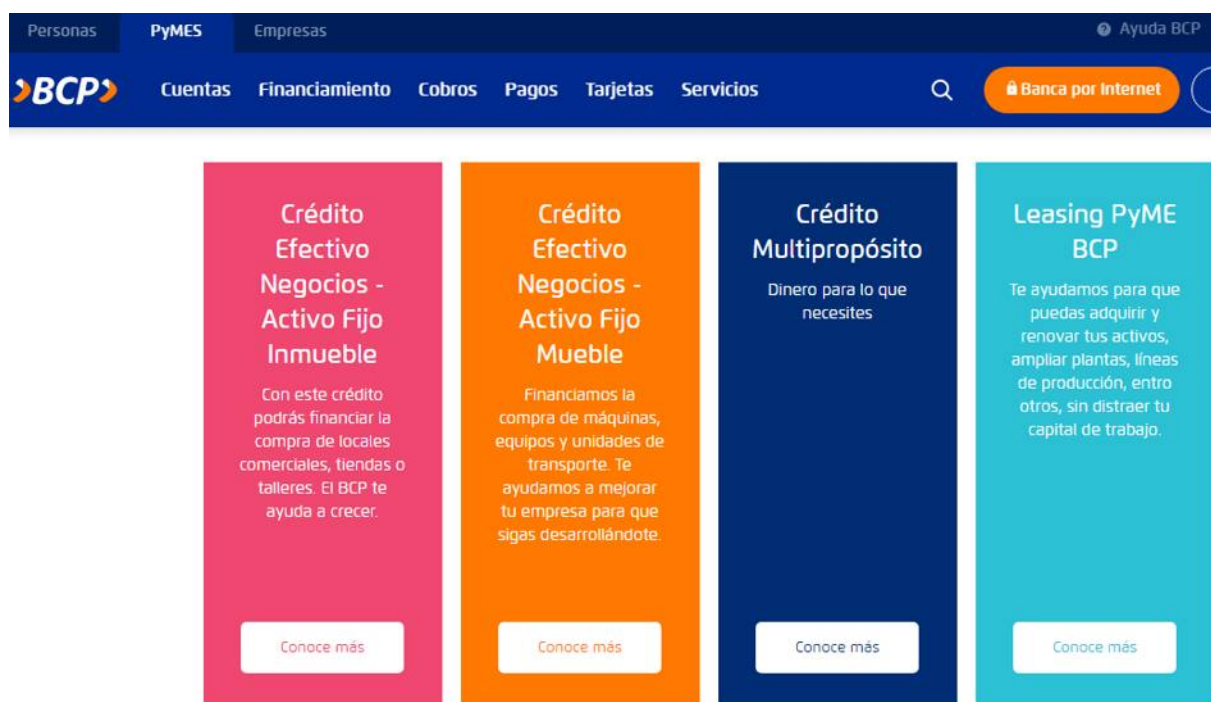 Personas PyMES Empresas Ayuda BCP
BCP Cuentas Financiamiento Cobros Pagos Tarjetas Servicios Banca por Internet
Crédito
Efectivo
Negocios -
Activo Fijo
Inmueble
Con este crédito
podrás financiar la
compra de locales
comerciales, tiendas o
talleres. El BCP te
ayuda a crecer.
Conoce más
Crédito
Efectivo
Negocios -
Activo Fijo
Mueble
Financiamos la
compra de máquinas,
equipos y unidades de
transporte. Te
ayudamos a mejorar
tu empresa para que
sigas desarrollándote.
Conoce más
Crédito
Multipropósito
Dinero para lo que
necesites
Conoce más
Leasing PyME
BCP
Te ayudamos para que
puedas adquirir y
renovar tus activos,
ampliar plantas, líneas
de producción, entro
otros, sin distraer tu
capital de trabajo.
Conoce más